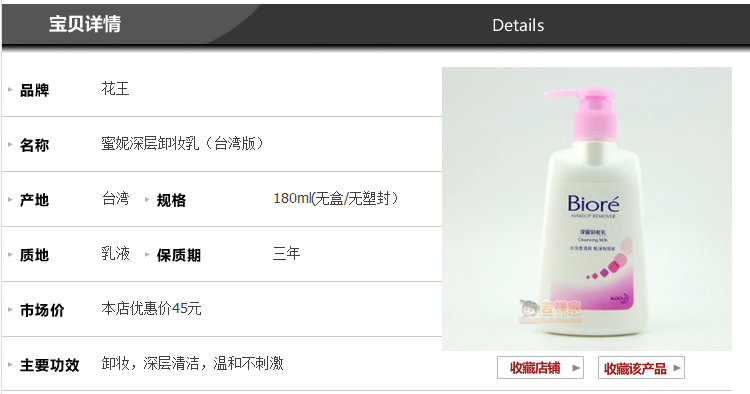 宝贝详情 Details
品牌 花王
名称 蜜妮深层卸妆乳（台湾版）
产地 台湾 规格 180ml(无盒/无塑封）
质地 乳液 保质期 三年
市场价 本店优惠价45元
主要功效 卸妆，深层清洁，温和不刺激
Bioré
MAKEUP REMOVER
深層卸粧乳
Cleansing Milk
Kao
吉祥家
收藏店铺 收藏该产品